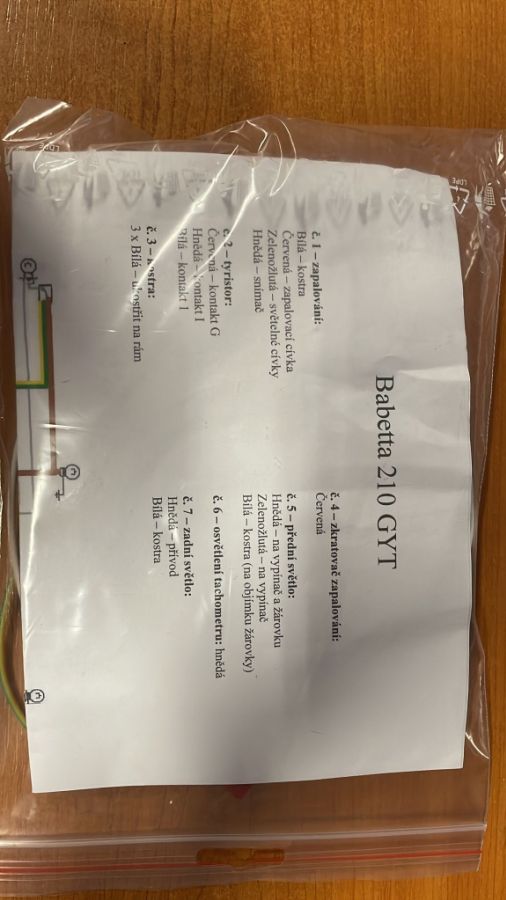 Babetta 210 GYT
č. 1 – zapalování:
Bílá – kostra
Červená – zapalovací cívka
Zelenožlutá – světelné cívky
Hnědá – snímač
č. 2 – tyristor:
Červená – kontakt G
Hnědá – kontakt I
Bílá – kontakt 1
č. 3 – kostra:
3 x Bílá – ukostřit na rám
č. 4 – zkratovač zapalování:
Červená
č. 5 – přední světlo:
Hnědá – na vypínač a žárovku
Zelenožlutá – na vypínač
Bílá – kostra (na objímku žárovky)
č. 6 – osvětlení tachometru: hnědá
č. 7 – zadní světlo:
Hnědá – přívod
Bílá – kostra
LDPE
LDPE